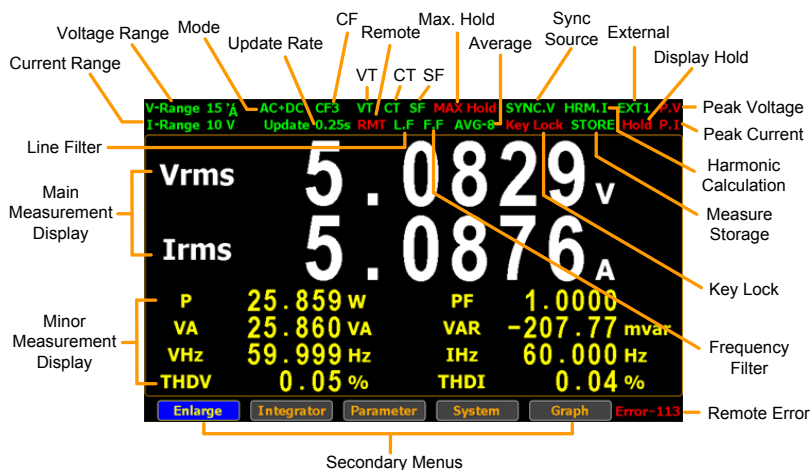 CF
Max. Hold
Sync
Source
External
Voltage Range
Mode
Remote
Average
Update Rate
Display Hold
Current Range
VT CT SF
V-Range 15 V AC+DC CF3 VT CT SF MAX Hold SYNC.V HRM.I EXT1 P.V
I-Range 10 A Update 0.25s RMT L.F F.F AVG-8 Key Lock STORE Hold P.I
Peak Voltage
Peak Current
Line Filter
Harmonic
Calculation
Main
Measurement
Display
Vrms 5.0829 V
Irms 5.0876 A
Measure
Storage
Key Lock
Minor
Measurement
Display
P 25.859 W PF 1.0000
VA 25.860 VA VAR -207.77 mvar
VHz 59.999 Hz IHz 60.000 Hz
THDV 0.05 % THDI 0.04 %
Frequency
Filter
Enlarge Integrator Parameter System Graph Error-113
Remote Error
Secondary Menus